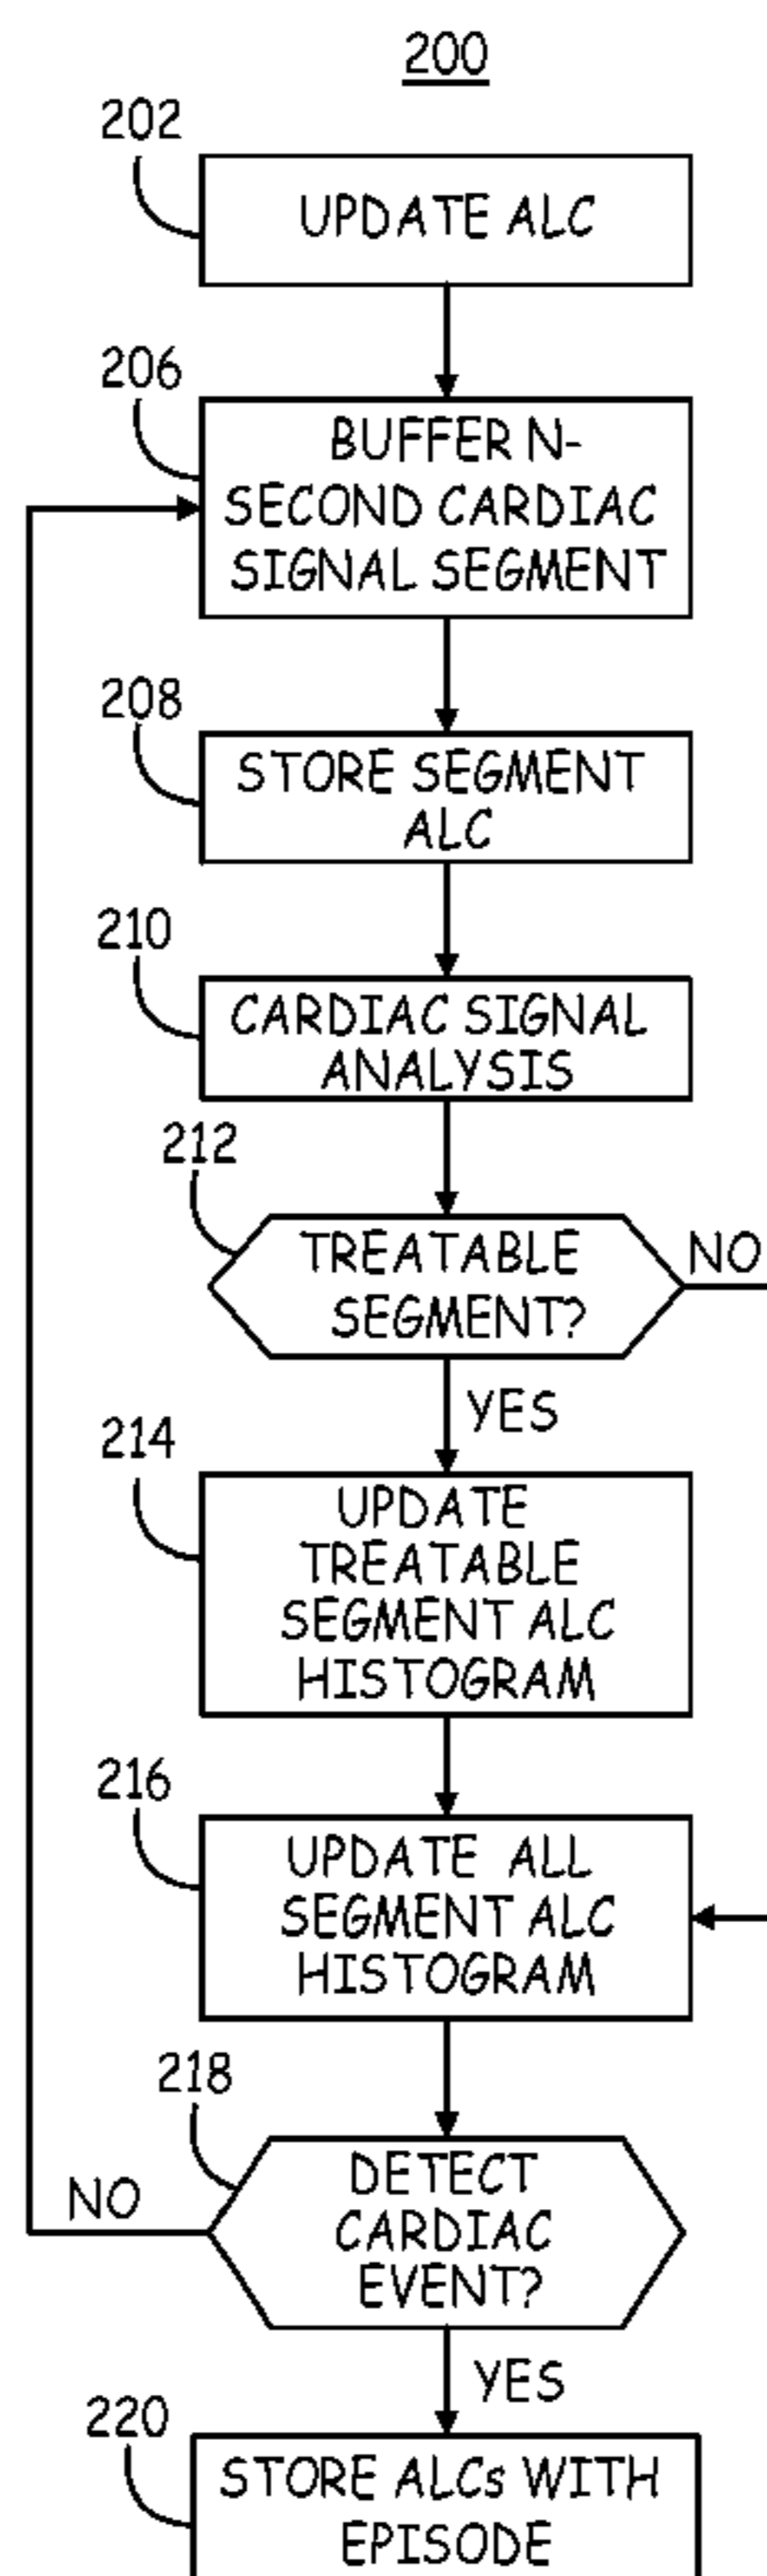 200
202
UPDATE ALC
206
BUFFER N-
SECOND CARDIAC
SIGNAL SEGMENT
208
STORE SEGMENT
ALC
210
CARDIAC SIGNAL
ANALYSIS
212
TREATABLE
SEGMENT?
NO
YES
214
UPDATE
TREATABLE
SEGMENT ALC
HISTOGRAM
216
UPDATE ALL
SEGMENT ALC
HISTOGRAM
218
DETECT
CARDIAC
EVENT?
NO
YES
220
STORE ALCs WITH
EPISODE